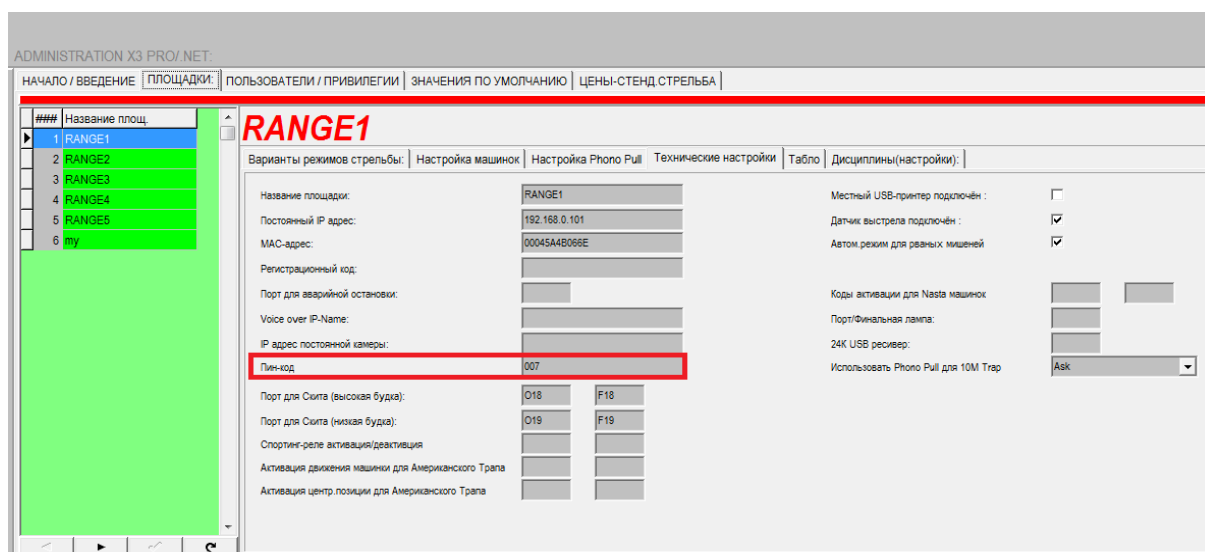 ADMINISTRATION X3 PRO/.NET:
НАЧАЛО / ВВЕДЕНИЕ ПЛОЩАДКИ: ПОЛЬЗОВАТЕЛИ / ПРИВИЛЕГИИ ЗНАЧЕНИЯ ПО УМОЛЧАНИЮ ЦЕНЫ-СТЕНД.СТРЕЛЬБА
### Название площ.
1 RANGE1
2 RANGE2
3 RANGE3
4 RANGE4
5 RANGE5
6 my
RANGE1
Варианты режимов стрельбы: Настройка машинок Настройка Phono Pull Технические настройки Табло Дисциплины(настройки):
Название площадки: RANGE1 Местный USB-принтер подключён :
Постоянный IP адрес: 192.168.0.101 Датчик выстрела подключён :
MAC-адрес: 00045A4B066E Автом.режим для рваных мишеней
Регистрационный код:
Порт для аварийной остановки: Коды активации для Nasta машинок
Voice over IP-Name: Порт/Финальная лампа:
IP адрес постоянной камеры: 24K USB ресивер:
Пин-код 007 Использовать Phono Pull для 10M Trap Ask
Порт для Скита (высокая будка): O18 F18
Порт для Скита (низкая будка): O19 F19
Спортинг-реле активация/деактивция
Активация движения машинки для Американского Трапа
Активация центр.позиции для Американского Трапа